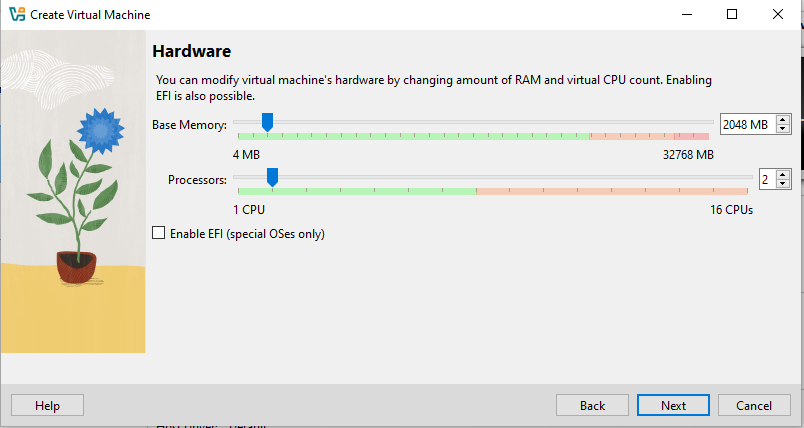 Create Virtual Machine
Hardware
You can modify virtual machine's hardware by changing amount of RAM and virtual CPU count. Enabling
EFI is also possible.
Base Memory:
2048 MB
4 MB
32768 MB
Processors:
2
1 CPU
16 CPUs
Enable EFI (special OSes only)
Help
Back
Next
Cancel